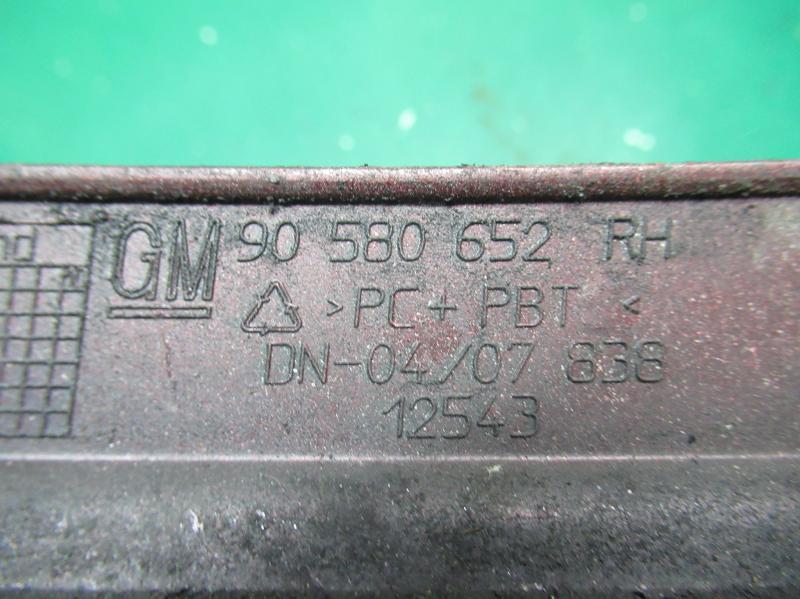 GM 90 580 652 RH
>PC+PBT<
DN-04/07 838
12543